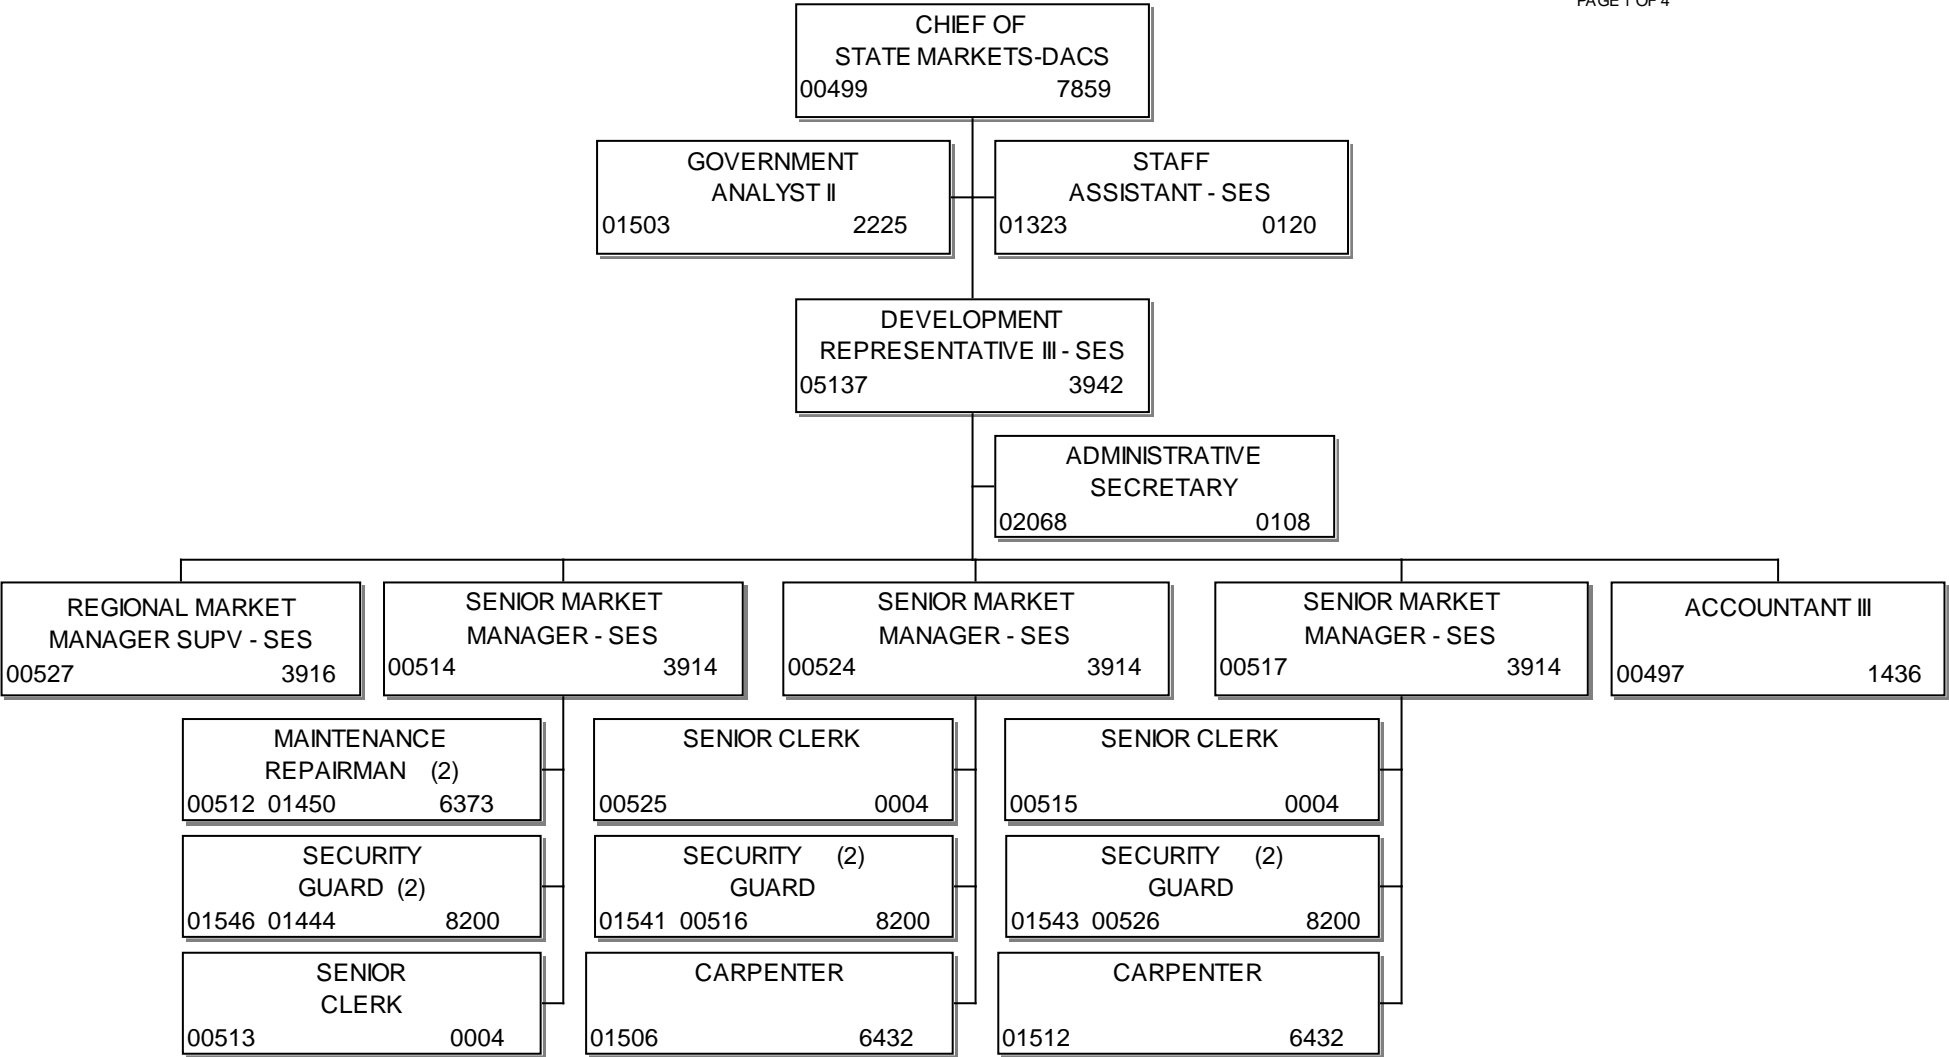 PAGE 1 OF 4
CHIEF OF
STATE MARKETS-DACS
00499 7859
GOVERNMENT
ANALYST II
01503 2225
STAFF
ASSISTANT - SES
01323 0120
DEVELOPMENT
REPRESENTATIVE III - SES
05137 3942
ADMINISTRATIVE
SECRETARY
02068 0108
REGIONAL MARKET
MANAGER SUPV - SES
00527 3916
SENIOR MARKET
MANAGER - SES
00514 3914
SENIOR MARKET
MANAGER - SES
00524 3914
SENIOR MARKET
MANAGER - SES
00517 3914
ACCOUNTANT III
00497 1436
MAINTENANCE
REPAIRMAN (2)
00512 01450 6373
SENIOR CLERK
00525 0004
SENIOR CLERK
00515 0004
SECURITY
GUARD (2)
01546 01444 8200
SECURITY (2)
GUARD
01541 00516 8200
SECURITY (2)
GUARD
01543 00526 8200
SENIOR
CLERK
00513 0004
CARPENTER
01506 6432
CARPENTER
01512 6432